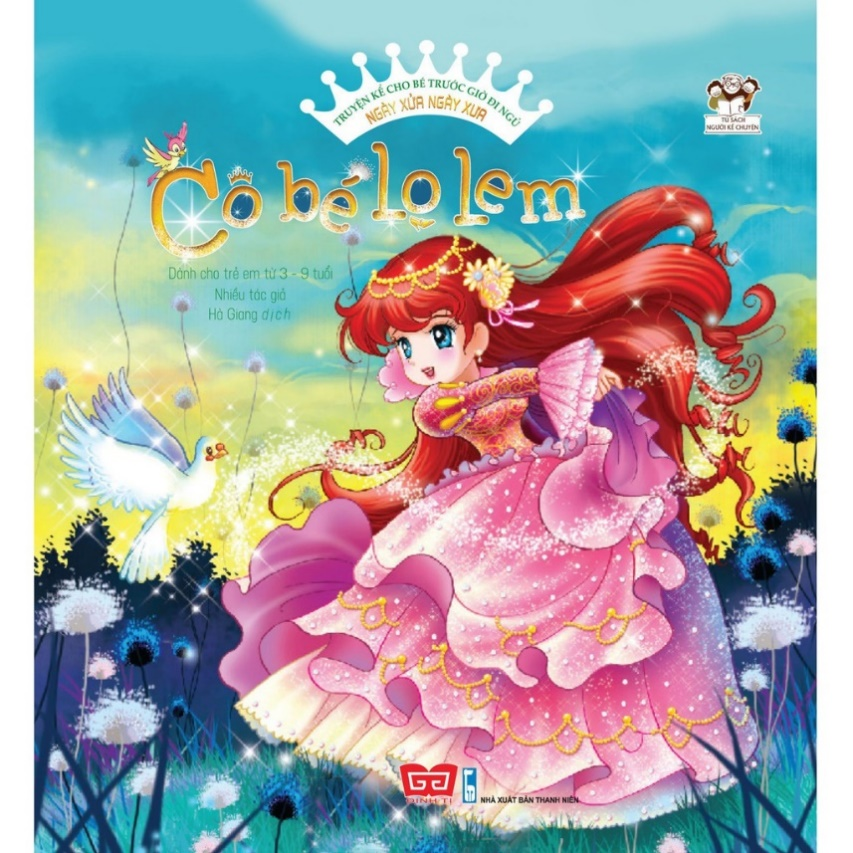 TRUYỆN KỂ CHO BÉ TRƯỚC GIỜ ĐI NGỦ
NGÀY XỬA NGÀY XƯA
TỦ SÁCH
NGƯỜI KỂ CHUYỆN
Cô bé lọ lem
Dành cho trẻ em từ 3 - 9 tuổi
Nhiều tác giả
Hà Giang dịch
ĐINH TỊ
NHÀ XUẤT BẢN THANH NIÊN